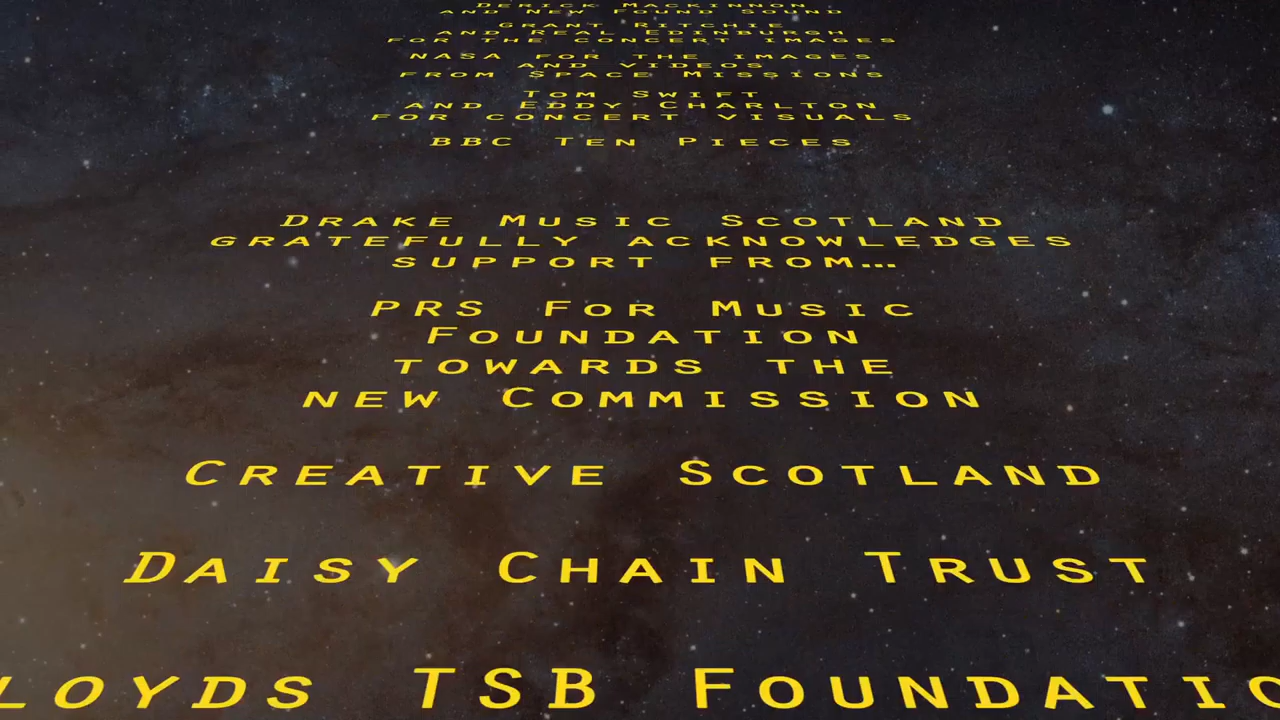 Derick Mackinnon
and New Found Sound
Grant Ritchie
and Real Edinburgh
for the concert images
NASA for the images
and videos
from Space Missions
Tom Swift
and Eddy Charlton
for concert visuals
BBC Ten Pieces
Drake Music Scotland
gratefully acknowledges
support from…
PRS For Music
Foundation
towards the
new Commission
Creative Scotland
Daisy Chain Trust
loyds TSB Foundatio